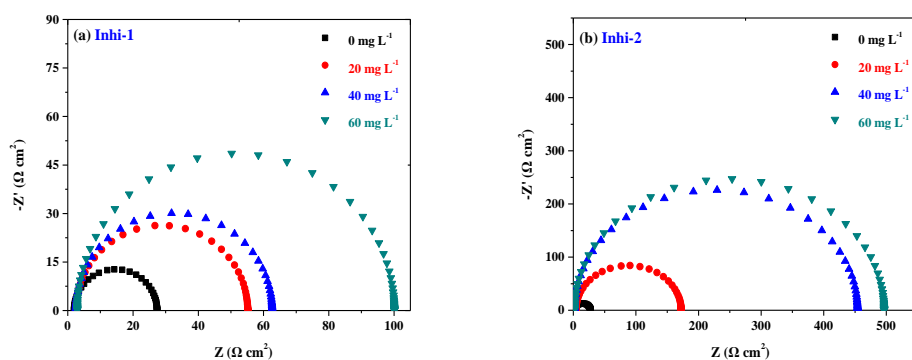 (a) Inhi-1
0 mg L⁻¹
20 mg L⁻¹
40 mg L⁻¹
60 mg L⁻¹
90
75
60
45
30
15
0
-Z' (Ω cm²)
0 20 40 60 80 100
Z (Ω cm²)
(b) Inhi-2
0 mg L⁻¹
20 mg L⁻¹
40 mg L⁻¹
60 mg L⁻¹
500
400
300
200
100
0
-Z' (Ω cm²)
0 100 200 300 400 500
Z (Ω cm²)